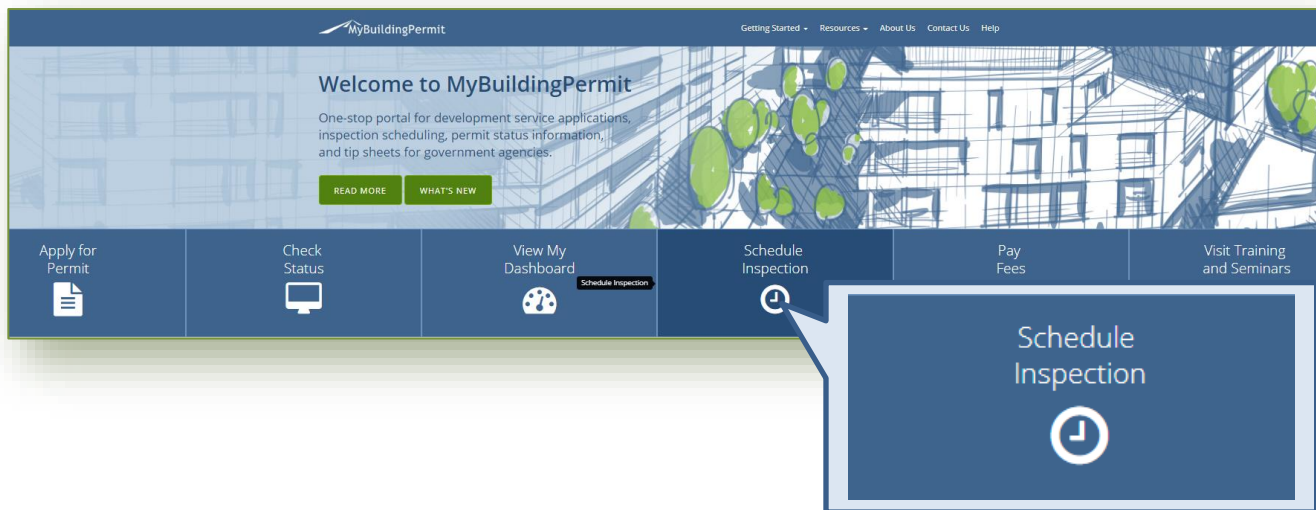 MyBuildingPermit
Getting Started Resources About Us Contact Us Help
Welcome to MyBuildingPermit
One-stop portal for development service applications,
inspection scheduling, permit status information,
and tip sheets for government agencies.
READ MORE WHAT'S NEW
Apply for
Permit
Check
Status
View My
Dashboard
Schedule Inspection
Schedule
Inspection
Pay
Fees
Visit Training
and Seminars
Schedule
Inspection